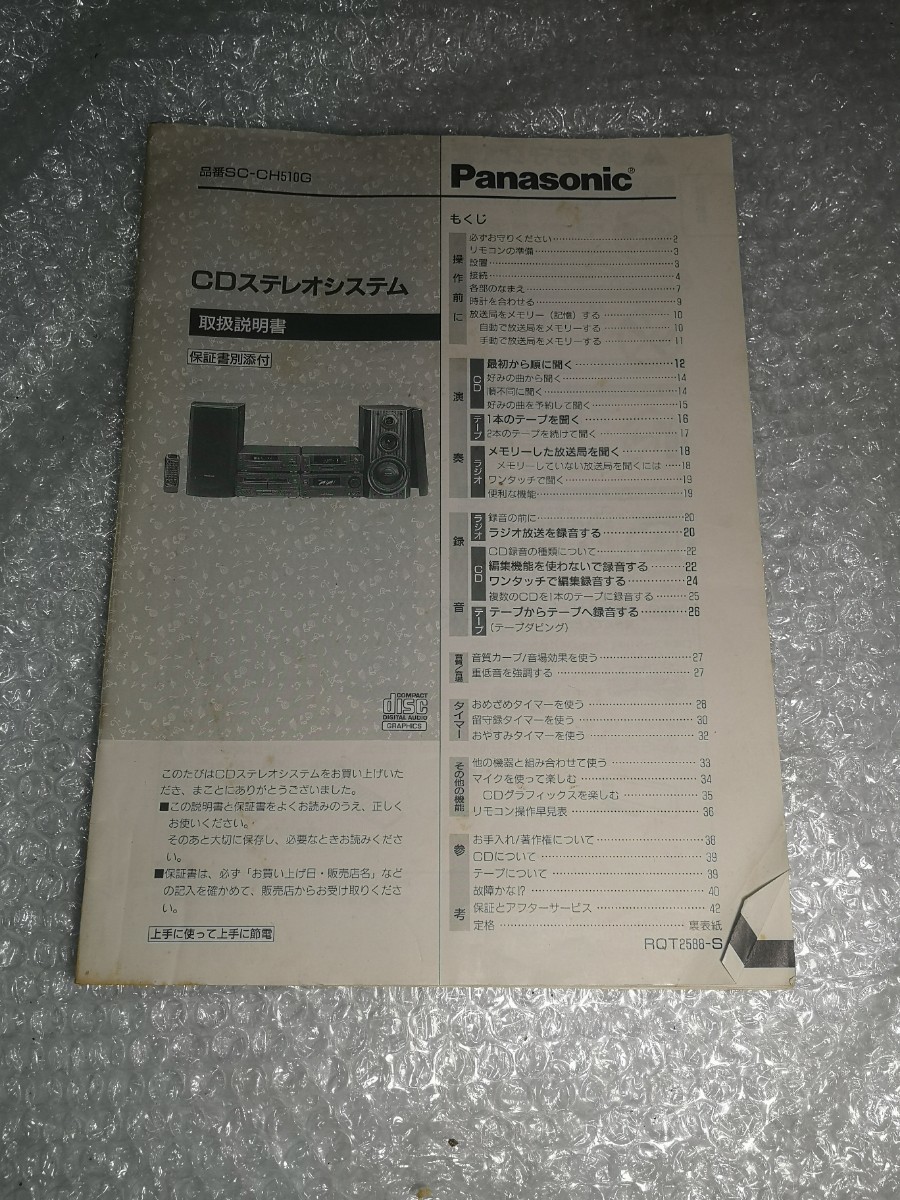 品番SC-CH510G
CDステレオシステム
取扱説明書
保証書別添付
COMPACT
disc
DIGITAL AUDIO
GRAPHICS
このたびはCDステレオシステムをお買い上げいた
だき、まことにありがとうございました。
■この説明書と保証書をよくお読みのうえ、正しく
お使いください。
そのあと大切に保存し、必要なときお読みくださ
い。
■保証書は、必ず「お買い上げ日・販売店名」など
の記入を確かめて、販売店からお受け取りくださ
い。
上手に使って上手に節電
Panasonic®
もくじ
操作前に
必ずお守りください…………2
リモコンの準備…………3
設置…………3
接続…………4
各部のなまえ…………7
時計を合わせる…………9
放送局をメモリー（記憶）する…………10
自動で放送局をメモリーする…………10
手動で放送局をメモリーする…………11
演奏
CD
最初から順に聞く…………12
好みの曲から聞く…………14
順不同に聞く…………14
好みの曲を予約して聞く…………15
テープ
1本のテープを聞く…………16
2本のテープを続けて聞く…………17
ラジオ
メモリーした放送局を聞く…………18
メモリーしていない放送局を聞くには…18
ワンタッチで聞く…………19
便利な機能…………19
録音
ラジオ
録音の前に…………20
ラジオ放送を録音する…………20
CD
CD録音の種類について…………22
編集機能を使わないで録音する…………22
ワンタッチで編集録音する…………24
複数のCDを1本のテープに録音する…………25
テープ
テープからテープへ録音する…………26
（テープダビング）
音質/音場
音質カーブ/音場効果を使う…………27
重低音を強調する…………27
タイマー
おめざめタイマーを使う…………28
留守録タイマーを使う…………30
おやすみタイマーを使う…………32
その他の機能
他の機器と組み合わせて使う…………33
マイクを使って楽しむ…………34
CDグラフィックスを楽しむ…………35
リモコン操作早見表…………36
参考
お手入れ/著作権について…………38
CDについて…………39
テープについて…………39
故障かな!?…………40
保証とアフターサービス…………42
定格…………裏表紙
RQT2588-S